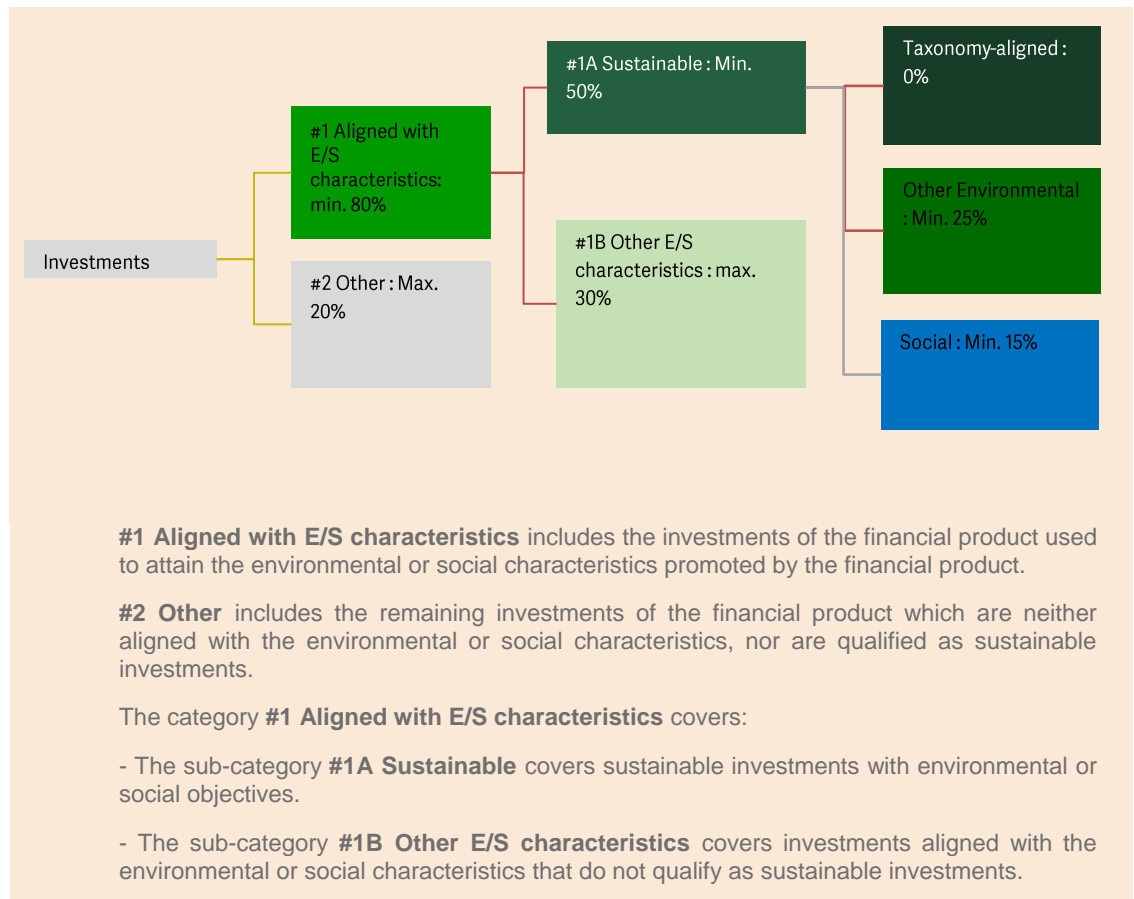 Investments
#1 Aligned with
E/S
characteristics:
min. 80%
#2 Other : Max.
20%
#1A Sustainable : Min.
50%
#1B Other E/S
characteristics : max.
30%
Taxonomy-aligned :
0%
Other Environmental
: Min. 25%
Social : Min. 15%
#1 Aligned with E/S characteristics includes the investments of the financial product used
to attain the environmental or social characteristics promoted by the financial product.
#2 Other includes the remaining investments of the financial product which are neither
aligned with the environmental or social characteristics, nor are qualified as sustainable
investments.
The category #1 Aligned with E/S characteristics covers:
- The sub-category #1A Sustainable covers sustainable investments with environmental or
social objectives.
- The sub-category #1B Other E/S characteristics covers investments aligned with the
environmental or social characteristics that do not qualify as sustainable investments.